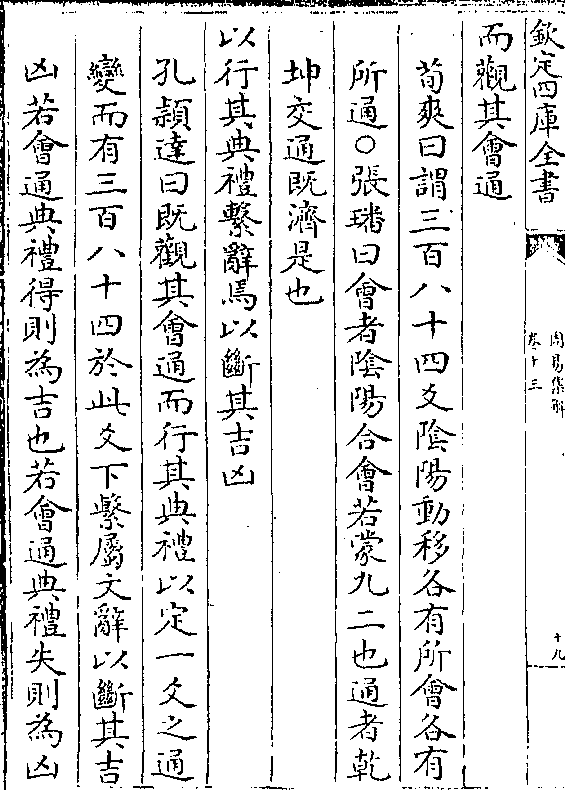 欽定四庫全書
周易集解
卷十三
十九
而觀其會通
荀爽曰謂三百八十四爻陰陽動移各有所會各有
所通○張璠曰會者陰陽合會若蒙九二也通者乾
坤交通既濟是也
以行其典禮繫辭焉以斷其吉凶
孔穎達曰既觀其會通而行其典禮以定一爻之通
變而有三百八十四於此爻下繫屬文辭以斷其吉
凶若會通典禮得則為吉也若會通典禮失則為凶